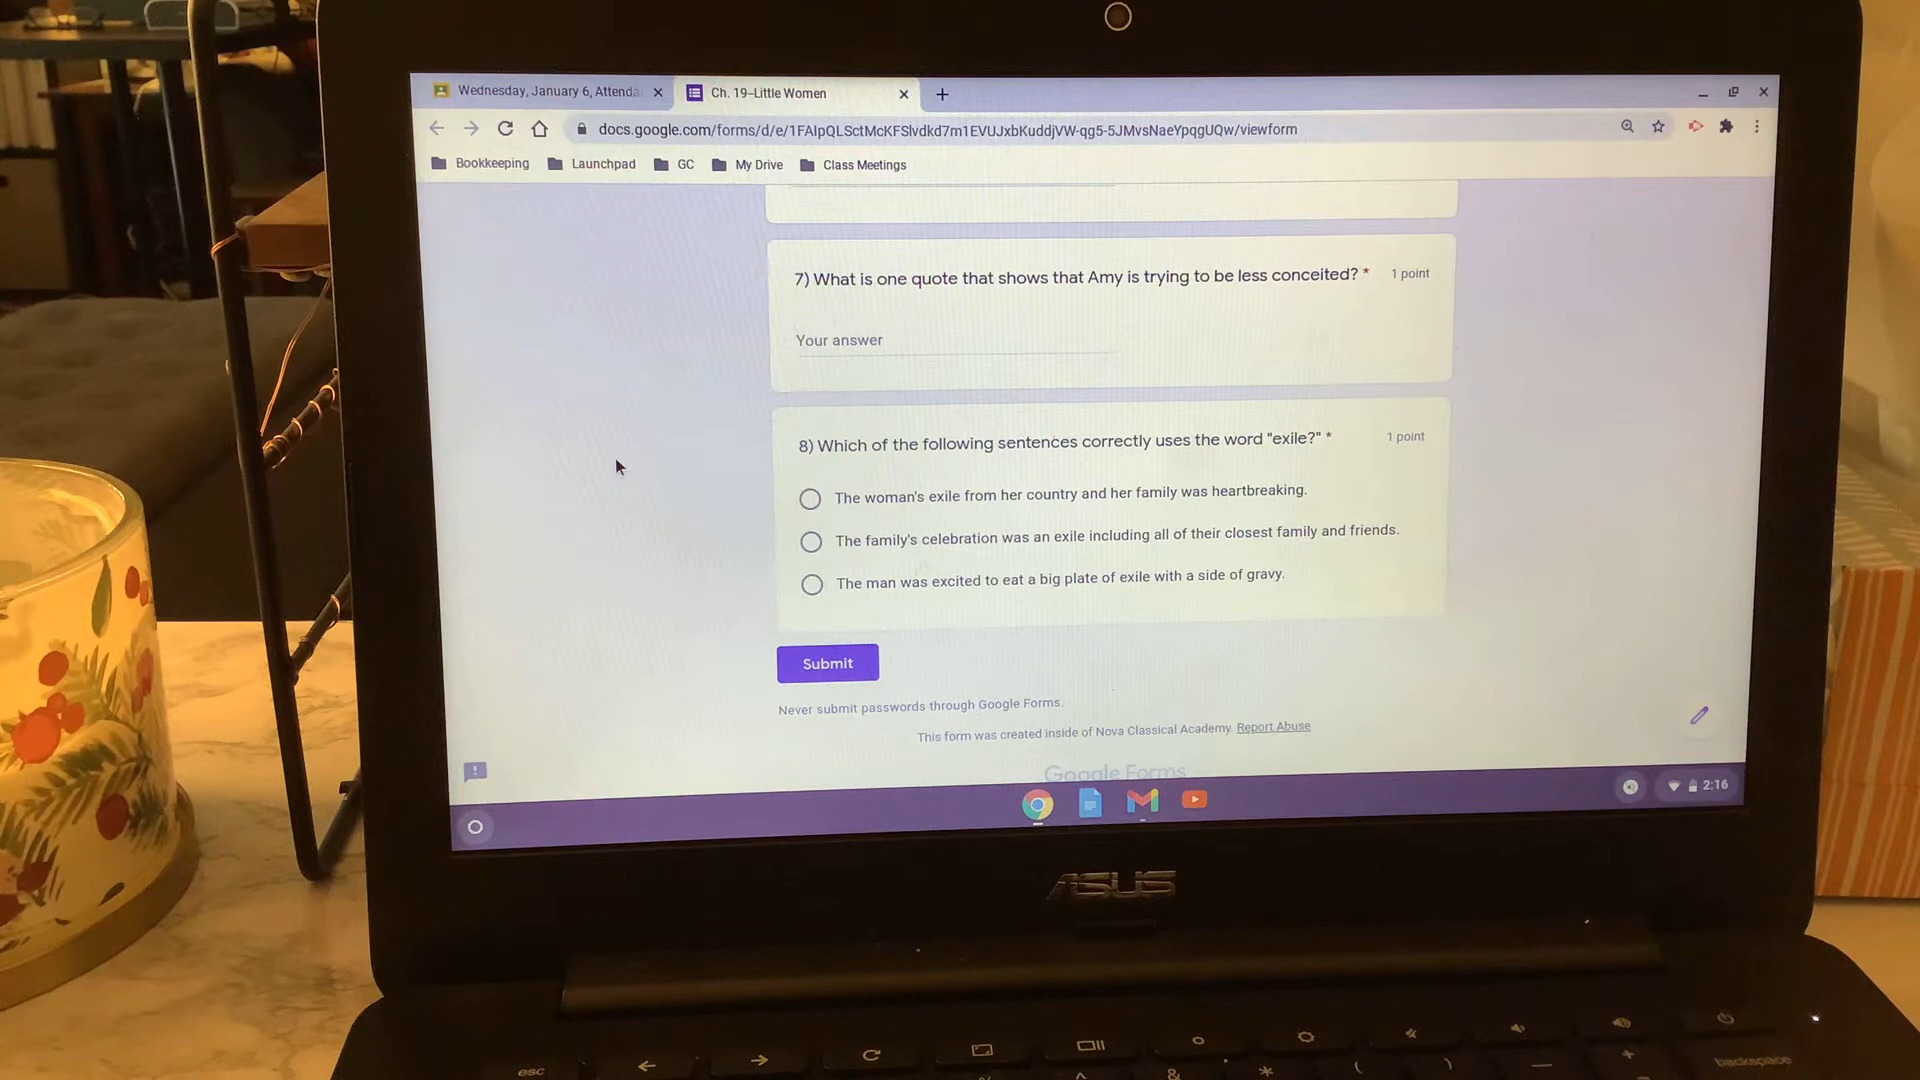 Wednesday, January 6, Attenda
Ch. 19–Little Women
docs.google.com/forms/d/e/1FAIpQLSctMcKFSlvdkd7m1EVUJxbKuddjVW-qg5-5JMvsNaeYpqgUQw/viewform
Bookkeeping Launchpad GC My Drive Class Meetings
7) What is one quote that shows that Amy is trying to be less conceited? * 1 point
Your answer
8) Which of the following sentences correctly uses the word "exile?" * 1 point
The woman's exile from her country and her family was heartbreaking.
The family's celebration was an exile including all of their closest family and friends.
The man was excited to eat a big plate of exile with a side of gravy.
Submit
Never submit passwords through Google Forms.
This form was created inside of Nova Classical Academy. Report Abuse
Google Forms
2:16
ASUS
esc
backspace